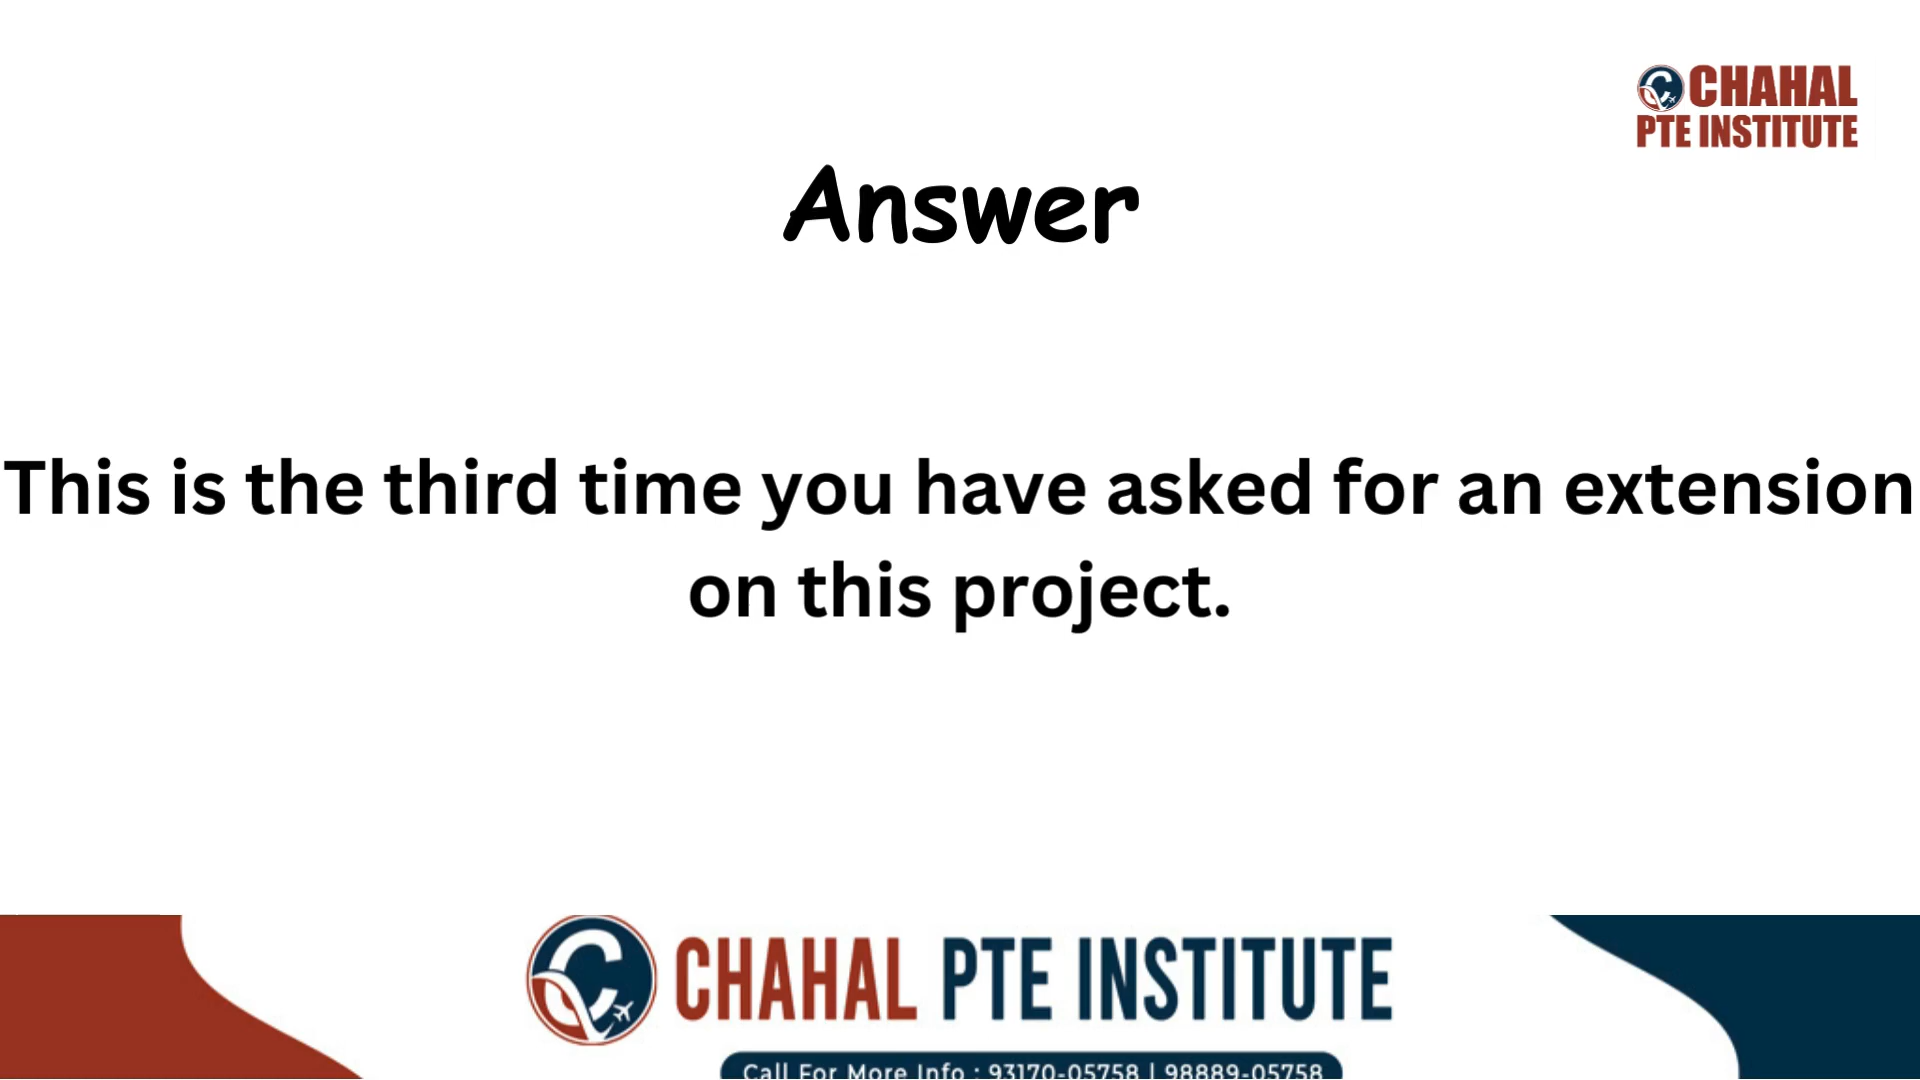 CHAHAL
PTE INSTITUTE
Answer
This is the third time you have asked for an extension
on this project.
CHAHAL PTE INSTITUTE
Call For More Info : 93170-05758 | 98889-05758